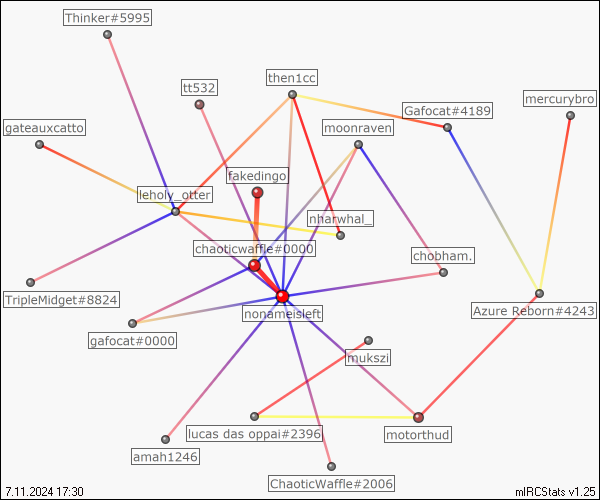 Thinker#5995
then1cc
tt532
mercurybro
Gafocat#4189
gateauxcatto
moonraven
fakedingo
leholy_otter
nharwhal_
chaoticwaffle#0000
chobham.
TripleMidget#8824
nonameisleft
Azure Reborn#4243
gafocat#0000
mukszi
lucas das oppai#2396
motorthud
amah1246
ChaoticWaffle#2006
7.11.2024 17:30
mIRCStats v1.25